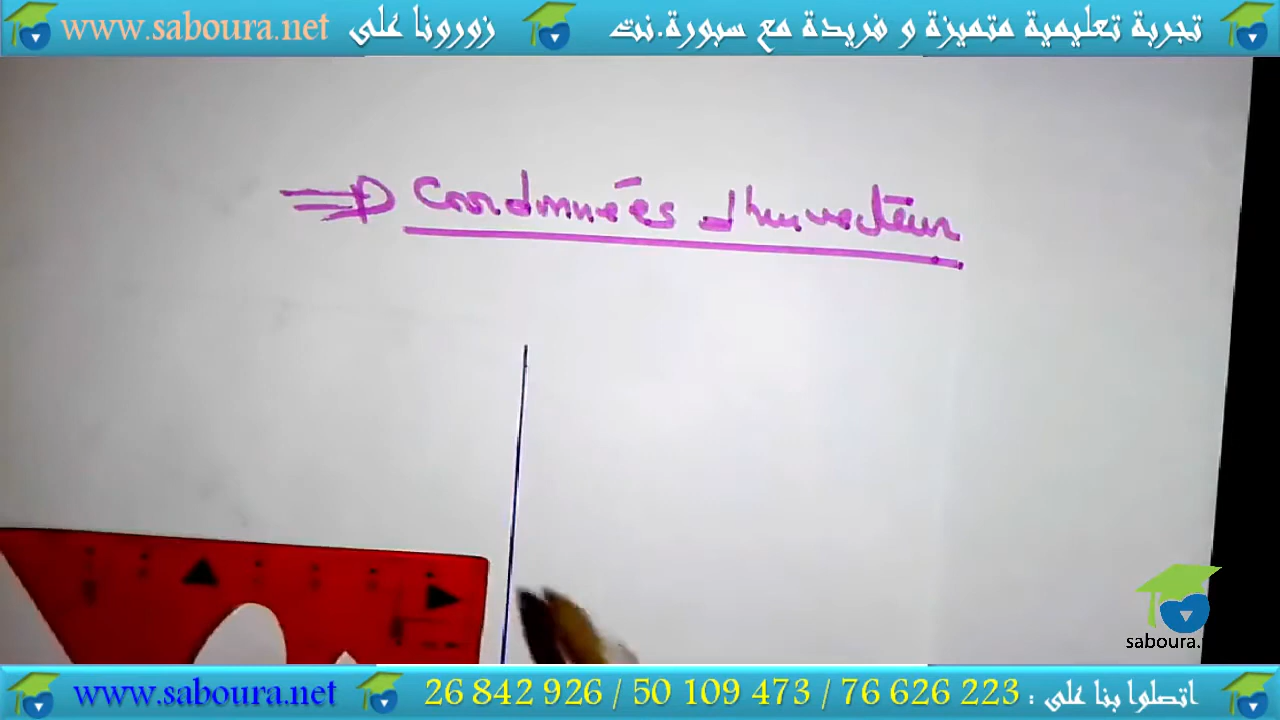 www.saboura.net زورونا على تجربة تعليمية متميزة و فريدة مع سبورة.نت
⇒ Coordonnées d'un vecteur
saboura.
www.saboura.net 26 842 926 / 50 109 473 / 76 626 223 : اتصلوا بنا على